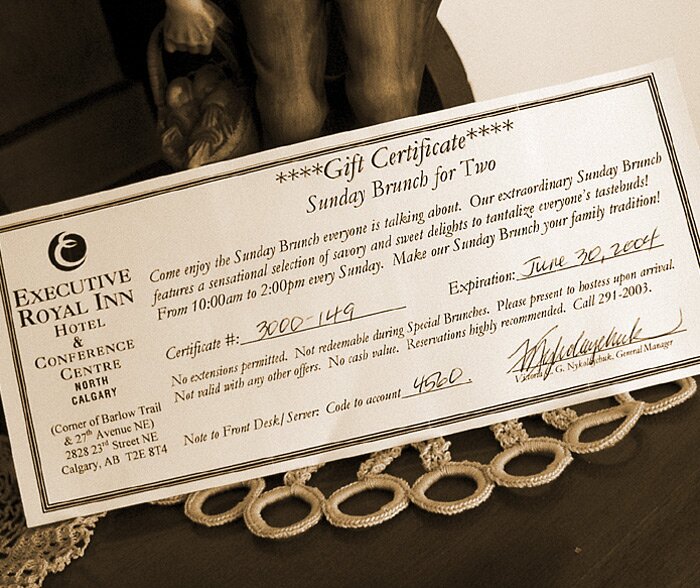 ****Gift Certificate****
Sunday Brunch for Two
Come enjoy the Sunday Brunch everyone is talking about. Our extraordinary Sunday Brunch
features a sensational selection of savory and sweet delights to tantalize everyone's tastebuds!
From 10:00am to 2:00pm every Sunday. Make our Sunday Brunch your family tradition!
Certificate #: 3000-149
Expiration: June 30, 2004
No extensions permitted. Not redeemable during Special Brunches. Please present to hostess upon arrival.
Not valid with any other offers. No cash value. Reservations highly recommended. Call 291-2003.
G. Nykolaychuk, General Manager
Note to Front Desk/Server: Code to account 4560.
EXECUTIVE
ROYAL INN
HOTEL
&
CONFERENCE
CENTRE
NORTH
CALGARY
(Corner of Barlow Trail
& 27th Avenue NE)
2828 23rd Street NE
Calgary, AB T2E 8T4